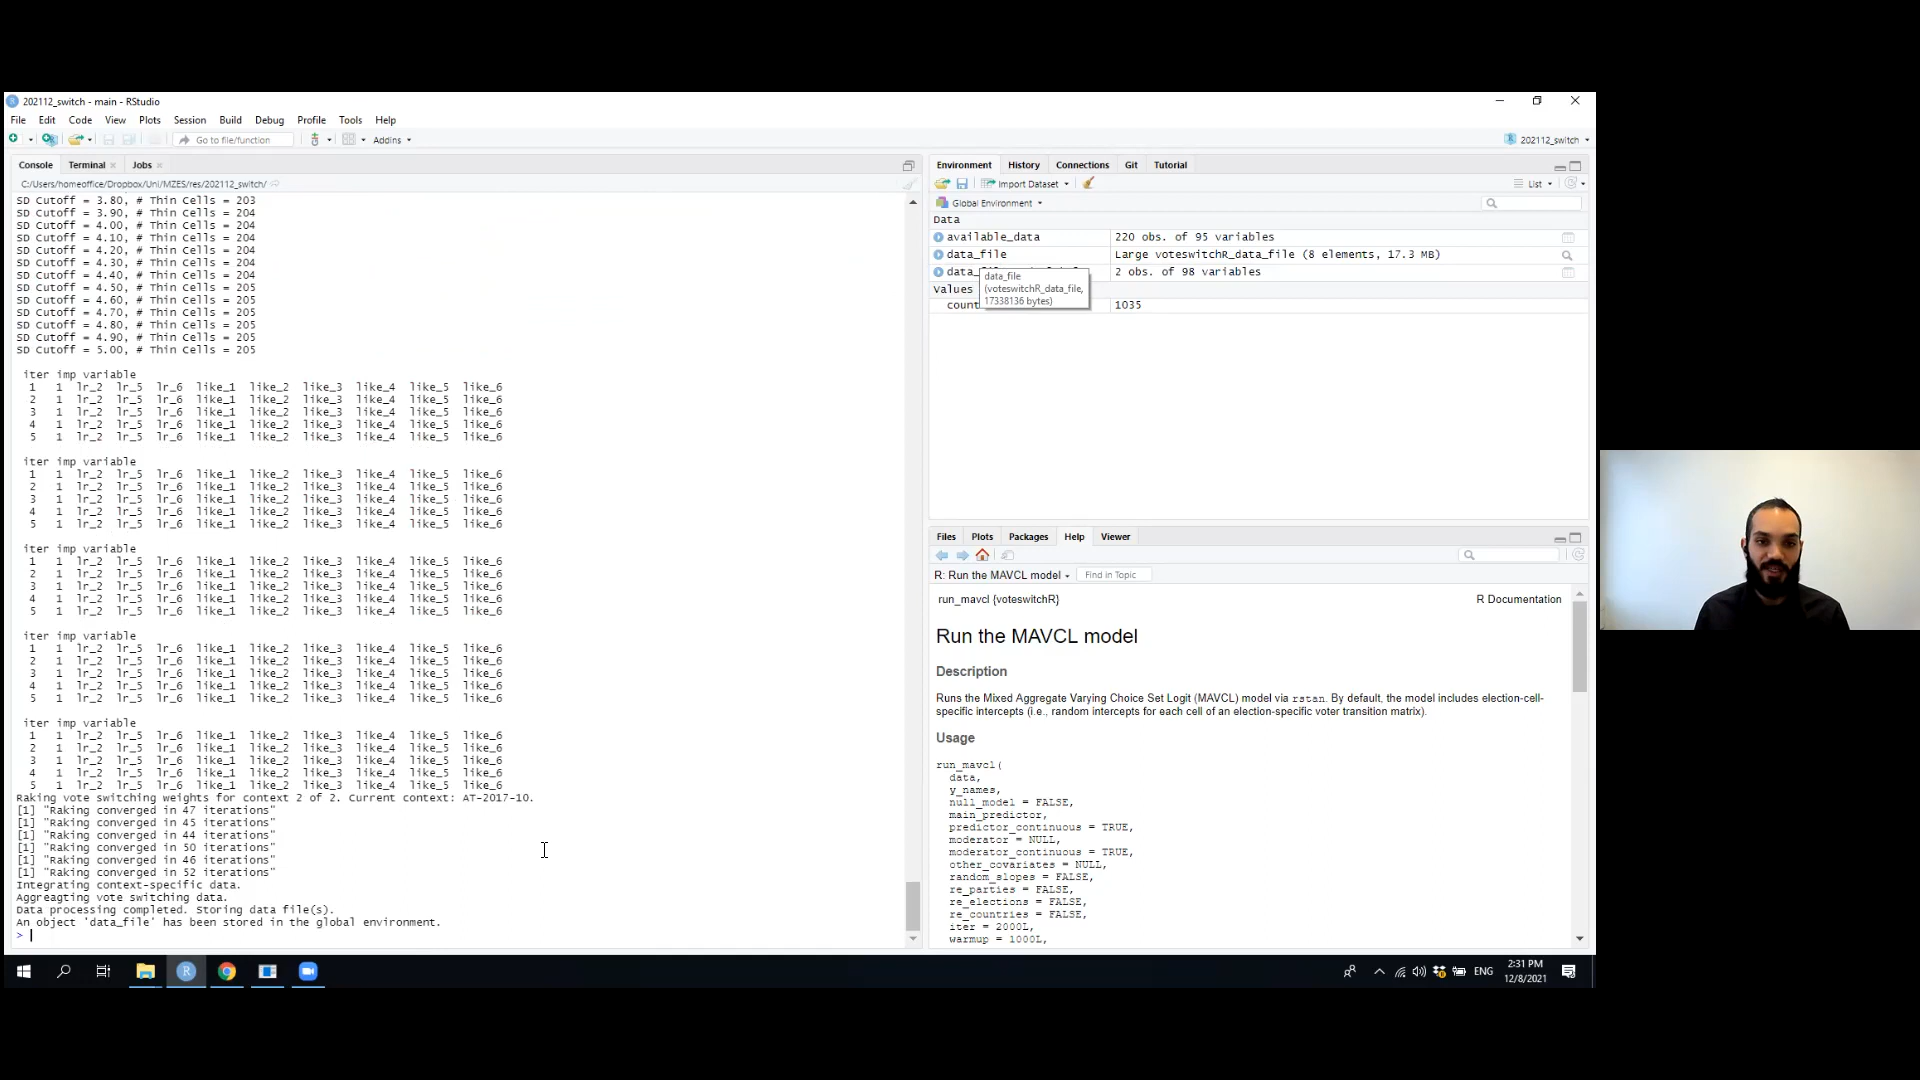 202112_switch - main - RStudio
File Edit Code View Plots Session Build Debug Profile Tools Help
Go to file/function Addins 202112_switch
Console Terminal Jobs
C:/Users/homeoffice/Dropbox/Uni/MZES/res/202112_switch/
SD Cutoff = 3.80, # Thin Cells = 203
SD Cutoff = 3.90, # Thin Cells = 204
SD Cutoff = 4.00, # Thin Cells = 204
SD Cutoff = 4.10, # Thin Cells = 204
SD Cutoff = 4.20, # Thin Cells = 204
SD Cutoff = 4.30, # Thin Cells = 204
SD Cutoff = 4.40, # Thin Cells = 204
SD Cutoff = 4.50, # Thin Cells = 205
SD Cutoff = 4.60, # Thin Cells = 205
SD Cutoff = 4.70, # Thin Cells = 205
SD Cutoff = 4.80, # Thin Cells = 205
SD Cutoff = 4.90, # Thin Cells = 205
SD Cutoff = 5.00, # Thin Cells = 205
iter imp variable
1 1 lr_2 lr_5 lr_6 like_1 like_2 like_3 like_4 like_5 like_6
2 1 lr_2 lr_5 lr_6 like_1 like_2 like_3 like_4 like_5 like_6
3 1 lr_2 lr_5 lr_6 like_1 like_2 like_3 like_4 like_5 like_6
4 1 lr_2 lr_5 lr_6 like_1 like_2 like_3 like_4 like_5 like_6
5 1 lr_2 lr_5 lr_6 like_1 like_2 like_3 like_4 like_5 like_6
iter imp variable
1 1 lr_2 lr_5 lr_6 like_1 like_2 like_3 like_4 like_5 like_6
2 1 lr_2 lr_5 lr_6 like_1 like_2 like_3 like_4 like_5 like_6
3 1 lr_2 lr_5 lr_6 like_1 like_2 like_3 like_4 like_5 like_6
4 1 lr_2 lr_5 lr_6 like_1 like_2 like_3 like_4 like_5 like_6
5 1 lr_2 lr_5 lr_6 like_1 like_2 like_3 like_4 like_5 like_6
iter imp variable
1 1 lr_2 lr_5 lr_6 like_1 like_2 like_3 like_4 like_5 like_6
2 1 lr_2 lr_5 lr_6 like_1 like_2 like_3 like_4 like_5 like_6
3 1 lr_2 lr_5 lr_6 like_1 like_2 like_3 like_4 like_5 like_6
4 1 lr_2 lr_5 lr_6 like_1 like_2 like_3 like_4 like_5 like_6
5 1 lr_2 lr_5 lr_6 like_1 like_2 like_3 like_4 like_5 like_6
iter imp variable
1 1 lr_2 lr_5 lr_6 like_1 like_2 like_3 like_4 like_5 like_6
2 1 lr_2 lr_5 lr_6 like_1 like_2 like_3 like_4 like_5 like_6
3 1 lr_2 lr_5 lr_6 like_1 like_2 like_3 like_4 like_5 like_6
4 1 lr_2 lr_5 lr_6 like_1 like_2 like_3 like_4 like_5 like_6
5 1 lr_2 lr_5 lr_6 like_1 like_2 like_3 like_4 like_5 like_6
iter imp variable
1 1 lr_2 lr_5 lr_6 like_1 like_2 like_3 like_4 like_5 like_6
2 1 lr_2 lr_5 lr_6 like_1 like_2 like_3 like_4 like_5 like_6
3 1 lr_2 lr_5 lr_6 like_1 like_2 like_3 like_4 like_5 like_6
4 1 lr_2 lr_5 lr_6 like_1 like_2 like_3 like_4 like_5 like_6
5 1 lr_2 lr_5 lr_6 like_1 like_2 like_3 like_4 like_5 like_6
Raking vote switching weights for context 2 of 2. Current context: AT-2017-10.
[1] "Raking converged in 47 iterations"
[1] "Raking converged in 45 iterations"
[1] "Raking converged in 44 iterations"
[1] "Raking converged in 50 iterations"
[1] "Raking converged in 46 iterations"
[1] "Raking converged in 52 iterations"
Integrating context-specific data.
Aggreagting vote switching data.
Data processing completed. Storing data file(s).
An object 'data_file' has been stored in the global environment.
>
Environment History Connections Git Tutorial
Import Dataset List
Global Environment
Data
available_data 220 obs. of 95 variables
data_file Large voteswitchR_data_file (8 elements, 17.3 MB)
data_ 2 obs. of 98 variables
data_file
(voteswitchR_data_file,
17338136 bytes)
Values
count 1035
Files Plots Packages Help Viewer
R: Run the MAVCL model Find in Topic
run_mavcl {voteswitchR} R Documentation
Run the MAVCL model
Description
Runs the Mixed Aggregate Varying Choice Set Logit (MAVCL) model via rstan. By default, the model includes election-cell-
specific intercepts (i.e., random intercepts for each cell of an election-specific voter transition matrix).
Usage
run_mavcl(
data,
y_names,
null_model = FALSE,
main_predictor,
predictor_continuous = TRUE,
moderator = NULL,
moderator_continuous = TRUE,
other_covariates = NULL,
random_slopes = FALSE,
re_parties = FALSE,
re_elections = FALSE,
re_countries = FALSE,
iter = 2000L,
warmup = 1000L,
ENG
2:31 PM
12/8/2021